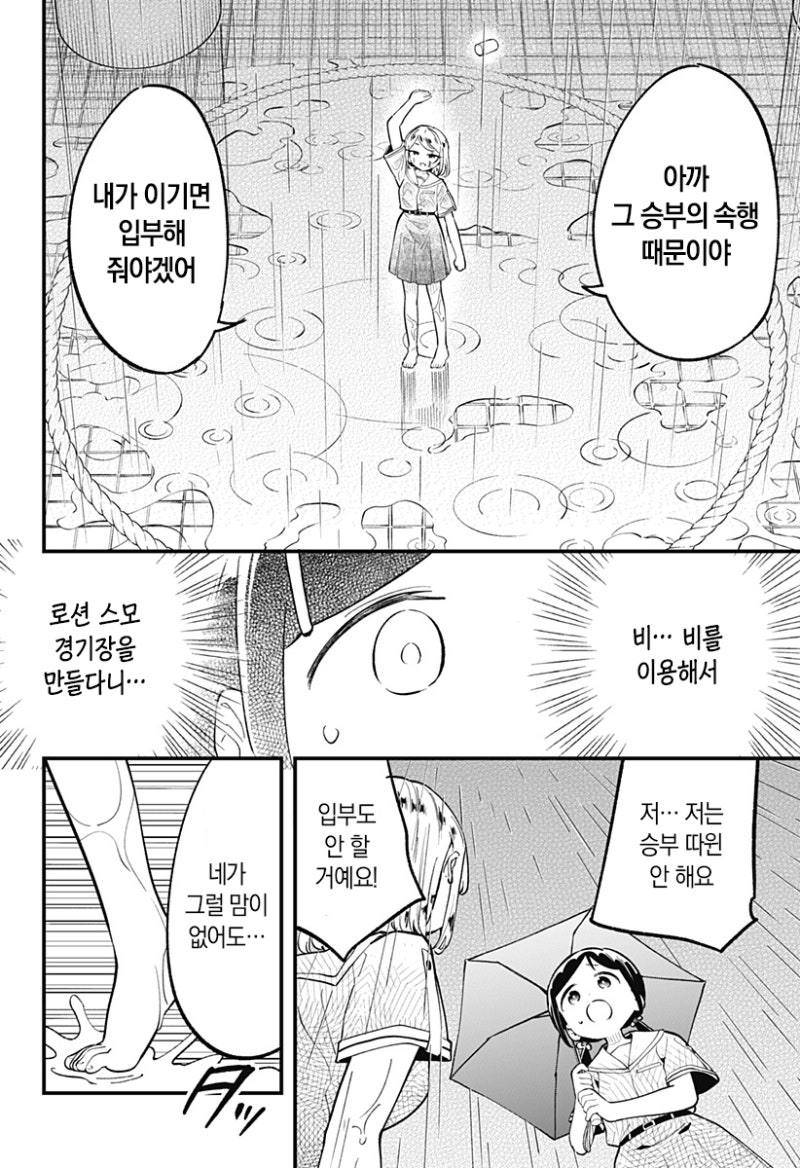 아까
그 승부의 속행
때문이야
내가 이기면
입부해
줘야겠어
비… 비를
이용해서
로션 스모
경기장을
만들다니…
저… 저는
승부 따윈
안 해요
입부도
안 할
거예요!
네가
그럴 맘이
없어도…
ダッ